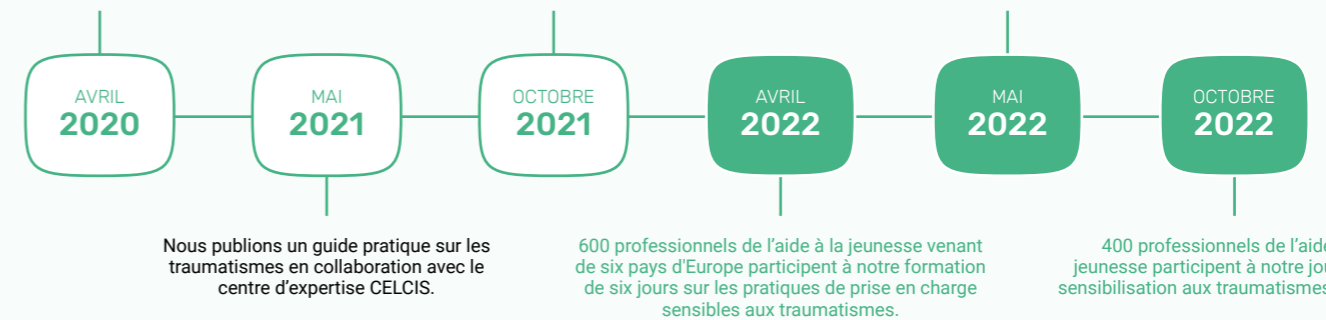 AVRIL
2020
MAI
2021
OCTOBRE
2021
AVRIL
2022
MAI
2022
OCTOBRE
2022
Nous publions un guide pratique sur les
traumatismes en collaboration avec le
centre d'expertise CELCIS.
600 professionnels de l'aide à la jeunesse venant
de six pays d'Europe participent à notre formation
de six jours sur les pratiques de prise en charge
sensibles aux traumatismes.
400 professionnels de l'aide
jeunesse participent à notre
sensibilisation aux traumatismes